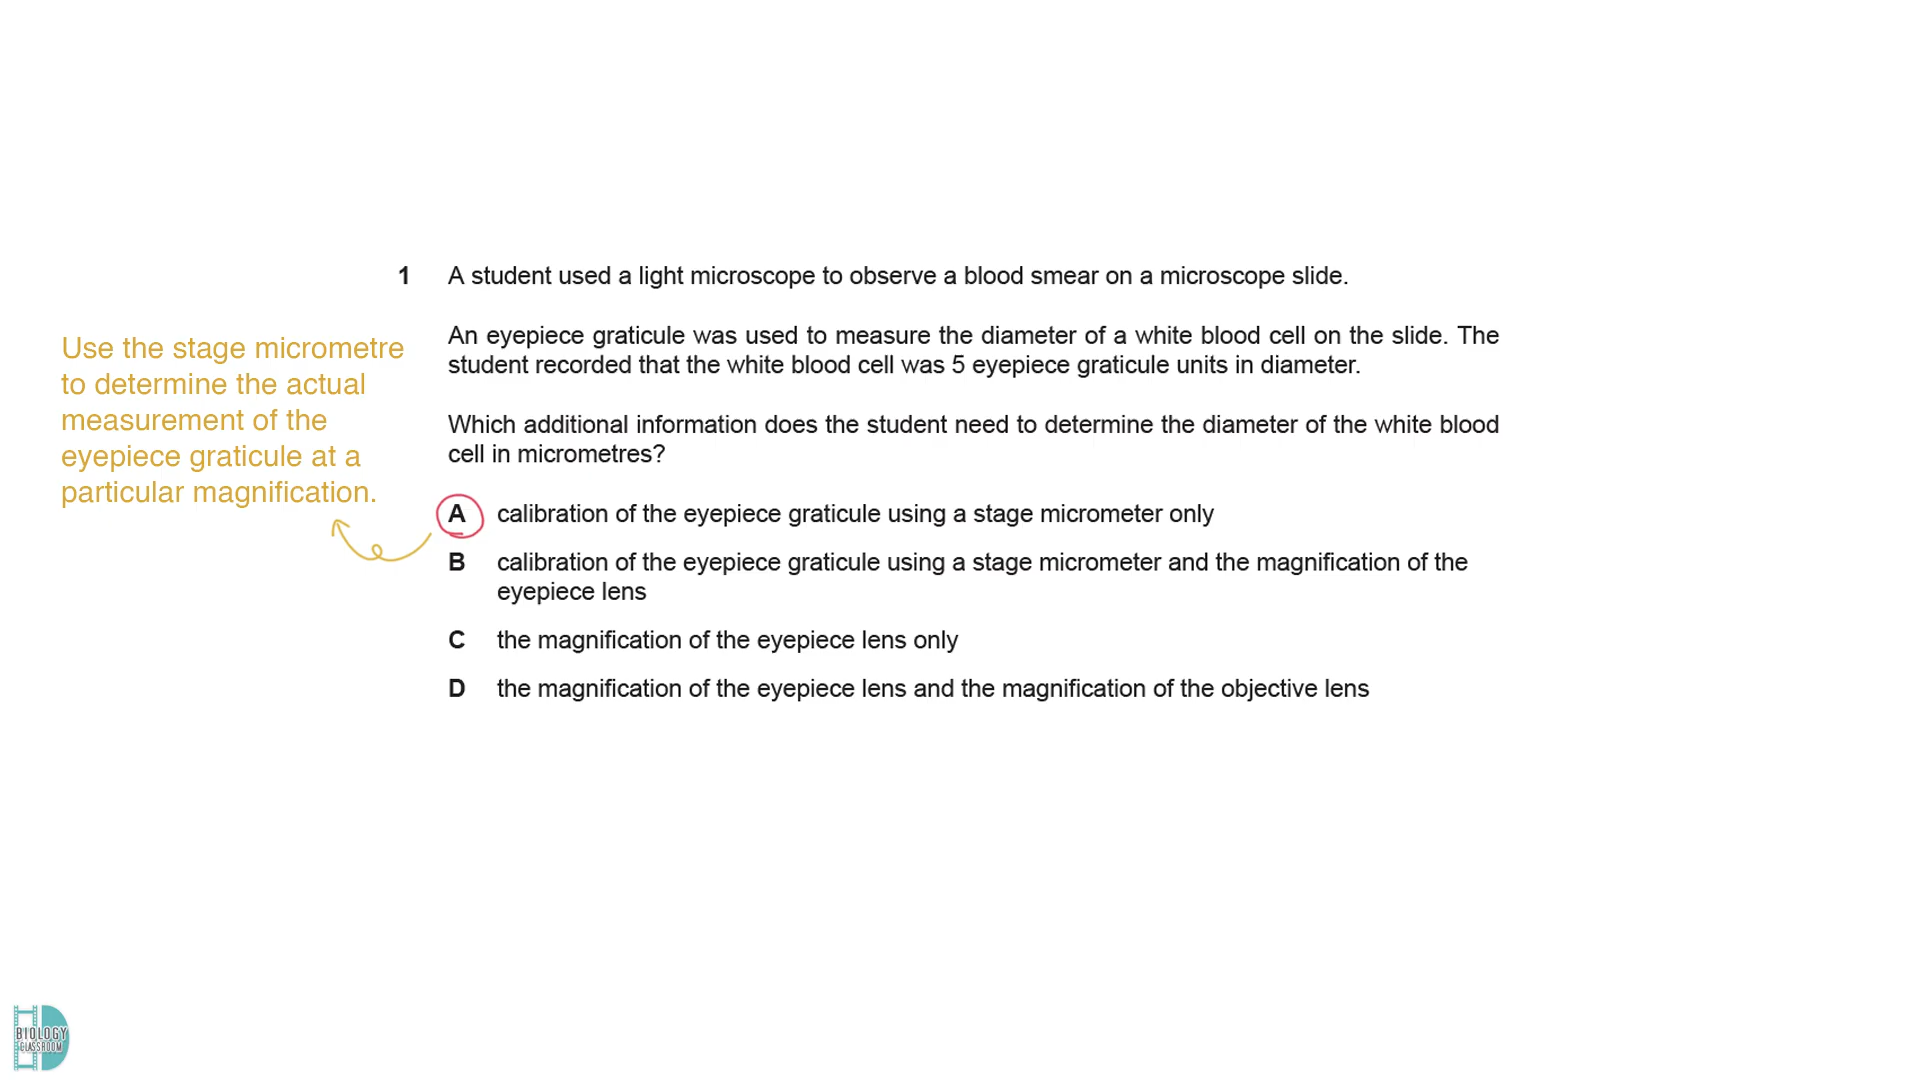 1 A student used a light microscope to observe a blood smear on a microscope slide.
An eyepiece graticule was used to measure the diameter of a white blood cell on the slide. The
student recorded that the white blood cell was 5 eyepiece graticule units in diameter.
Which additional information does the student need to determine the diameter of the white blood
cell in micrometres?
A calibration of the eyepiece graticule using a stage micrometer only
B calibration of the eyepiece graticule using a stage micrometer and the magnification of the
eyepiece lens
C the magnification of the eyepiece lens only
D the magnification of the eyepiece lens and the magnification of the objective lens
Use the stage micrometre
to determine the actual
measurement of the
eyepiece graticule at a
particular magnification.
BIOLOGY
CLASSROOM